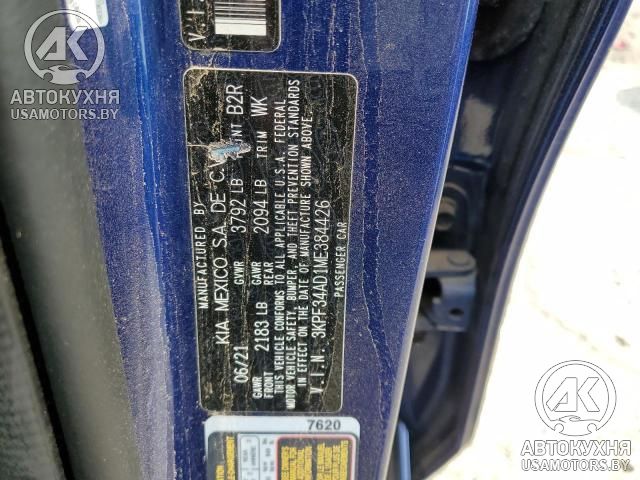 АВТОКУХНЯ
USAMOTORS.BY
MANUFACTURED BY
KIA MEXICO S.A. DE C.
NT B2R
06/21 GVWR 3792 LB
TRIM WK
GAWR FRONT 2183 LB GAWR REAR 2094 LB
THIS VEHICLE CONFORMS TO ALL APPLICABLE U.S.A. FEDERAL
MOTOR VEHICLE SAFETY, BUMPER, AND THEFT PREVENTION STANDARDS
IN EFFECT ON THE DATE OF MANUFACTURE SHOWN ABOVE.
V.I.N. 3KPF34AD1ME384426
PASSENGER CAR
7620
АВТОКУХНЯ
USAMOTORS.BY